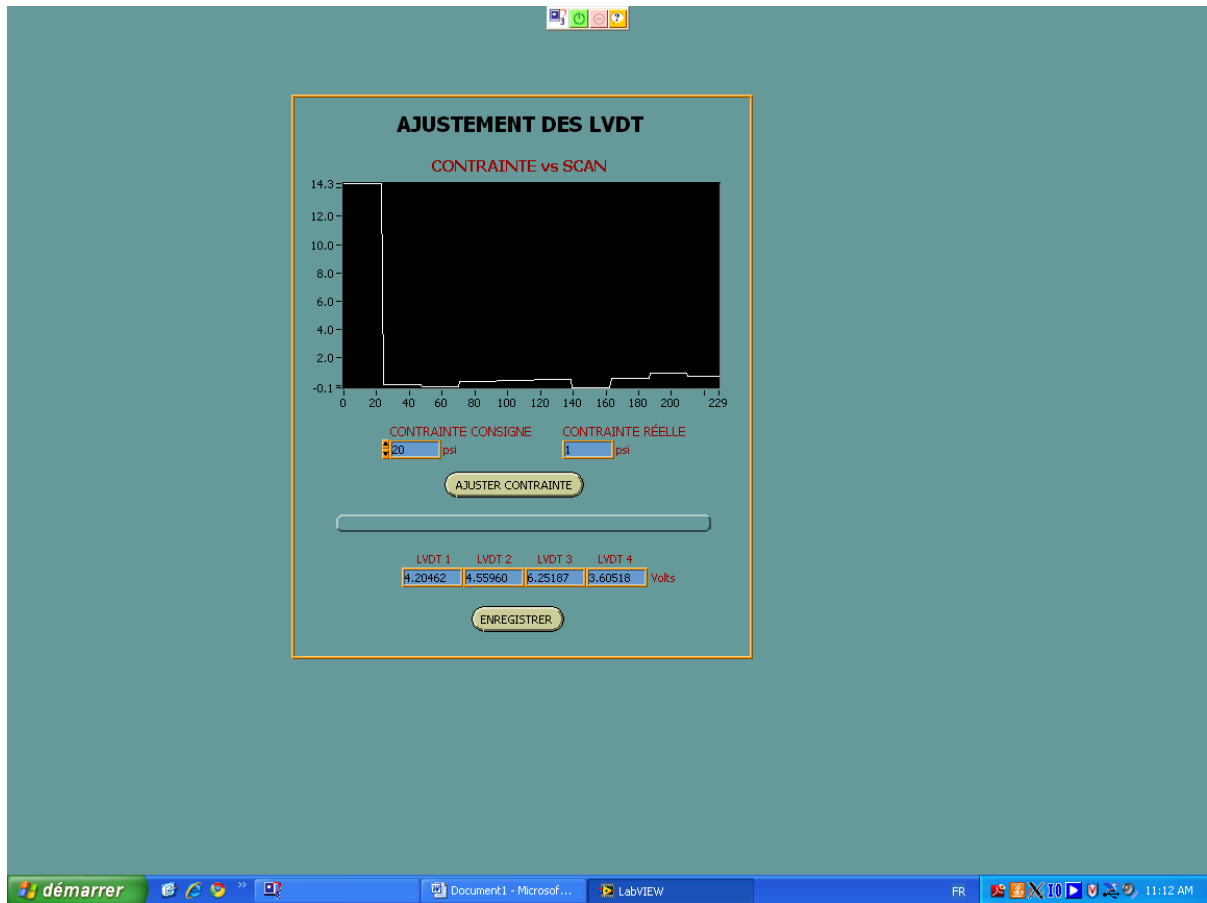 3 ?
AJUSTEMENT DES LVDT
CONTRAINTE vs SCAN
14.3
12.0
10.0
8.0
6.0
4.0
2.0
-0.1
0 20 40 60 80 100 120 140 160 180 200 229
CONTRAINTE CONSIGNE CONTRAINTE RÉELLE
20 psi 1 psi
AJUSTER CONTRAINTE
LVDT 1 LVDT 2 LVDT 3 LVDT 4
4.20462 4.55960 6.25187 3.60518 Volts
ENREGISTRER
démarrer » Document1 - Microsof... LabVIEW FR IO 11:12 AM